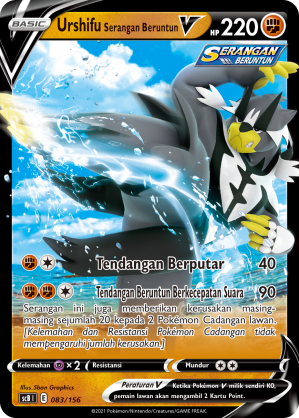 BASIC
Urshifu Serangan Beruntun V HP 220
SERANGAN
BERUNTUN
Tendangan Berputar 40
Tendangan Beruntun Berkecepatan Suara 90
Serangan ini juga memberikan kerusakan masing-
masing sejumlah 20 kepada 2 Pokémon Cadangan lawan.
[Kelemahan dan Resistansi Pokémon Cadangan tidak
mempengaruhi jumlah kerusakan.]
Kelemahan × 2 Resistansi Mundur
Peraturan V Ketika Pokémon V milik sendiri KO,
pemain lawan akan mengambil 2 Kartu Point.
Illus. 5ban Graphics
sc3I I E 083/156
©2021 Pokémon/Nintendo/Creatures/GAME FREAK.